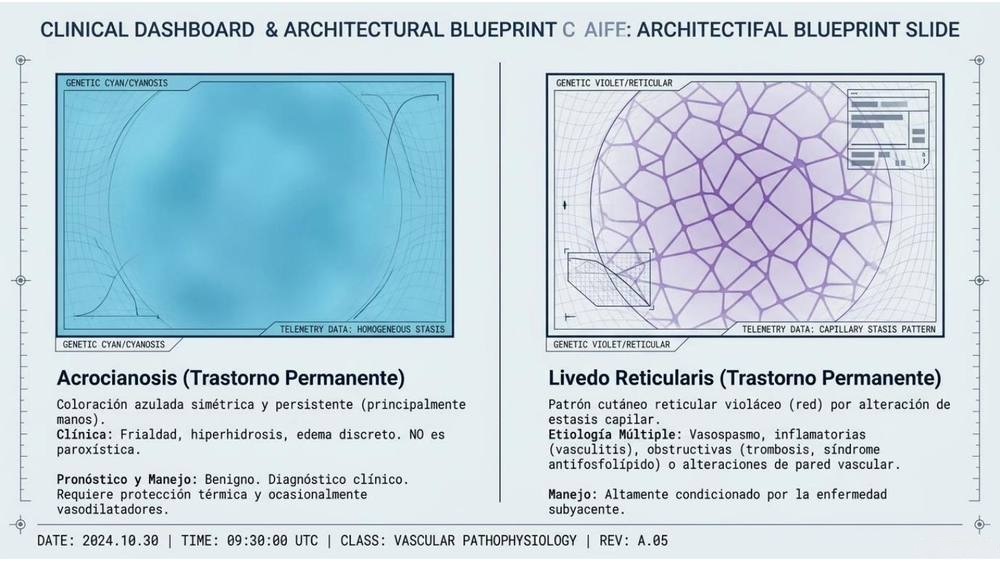 CLINICAL DASHBOARD & ARCHITECTURAL BLUEPRINT C AIFE: ARCHITECTIFAL BLUEPRINT SLIDE
GENETIC CYAN/CYANOSIS
TELEMETRY DATA: HOMOGENEOUS STASIS
GENETIC CYAN/CYANOSIS
Acrocianosis (Trastorno Permanente)
Coloración azulada simétrica y persistente (principalmente
manos).
Clínica: Frialdad, hiperhidrosis, edema discreto. NO es
paroxística.
Pronóstico y Manejo: Benigno. Diagnóstico clínico.
Requiere protección térmica y ocasionalmente
vasodilatadores.
GENETIC VIOLET/RETICULAR
TELEMETRY DATA: CAPILLARY STASIS PATTERN
GENETIC VIOLET/RETICULAR
Livedo Reticularis (Trastorno Permanente)
Patrón cutáneo reticular violáceo (red) por alteración de
estasis capilar.
Etiología Múltiple: Vasospasmo, inflamatorias
(vasculitis), obstructivas (trombosis, síndrome
antifosfolípido) o alteraciones de pared vascular.
Manejo: Altamente condicionado por la enfermedad
subyacente.
DATE: 2024.10.30 | TIME: 09:30:00 UTC | CLASS: VASCULAR PATHOPHYSIOLOGY | REV: A.05